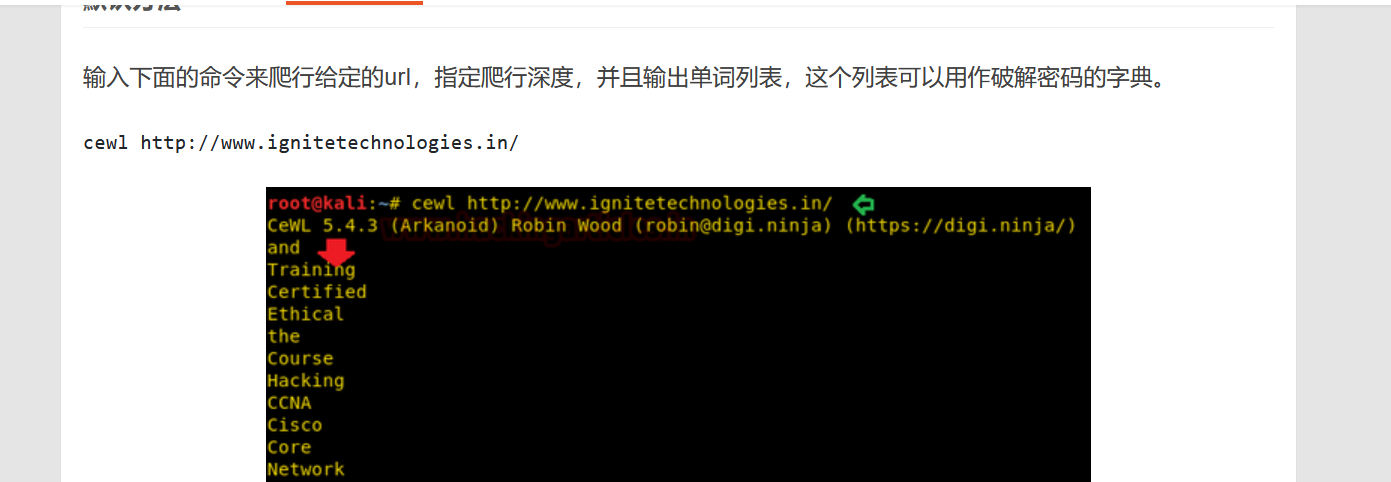 默认方法
输入下面的命令来爬行给定的url，指定爬行深度，并且输出单词列表，这个列表可以用作破解密码的字典。
cewl http://www.ignitetechnologies.in/
root@kali:~# cewl http://www.ignitetechnologies.in/
CeWL 5.4.3 (Arkanoid) Robin Wood (robin@digi.ninja) (https://digi.ninja/)
and
Training
Certified
Ethical
the
Course
Hacking
CCNA
Cisco
Core
Network